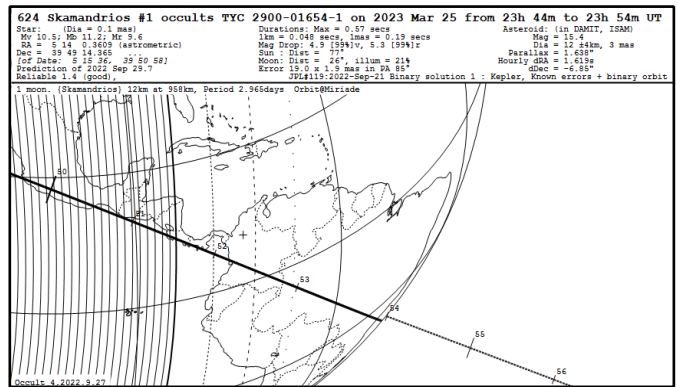 624 Skamandrios #1 occults TYC 2900-01654-1 on 2023 Mar 25 from 23h 44m to 23h 54m UT
Star: (Dia = 0.1 mas)
Mv 10.5; Mb 11.2; Mr 9.6
RA = 5 14 0.3609 (astrometric)
Dec = 39 49 14.365 ...
[of Date: 5 15 36, 39 50 58]
Prediction of 2022 Sep 29.7
Reliable 1.4 (good),
Durations: Max = 0.57 secs
1km = 0.048 secs, 1mas = 0.19 secs
Mag Drop: 4.9 [99%]v, 5.3 [99%]r
Sun : Dist = 77°
Moon: Dist = 26°, illum = 21%
Error 19.0 x 1.9 mas in PA 85°
Asteroid: (in DAMIT, ISAM)
Mag = 15.4
Dia = 12 ±4km, 3 mas
Parallax = 1.638"
Hourly dRA = 1.619s
dDec = -6.85"
JPL#119:2022-Sep-21 Binary solution 1 : Kepler, Known errors + binary orbit
1 moon. {Skamandrios} 12km at 958km, Period 2.965days Orbit@Miriade
50
51
52
53
54
55
56
Occult 4.2022.9.27